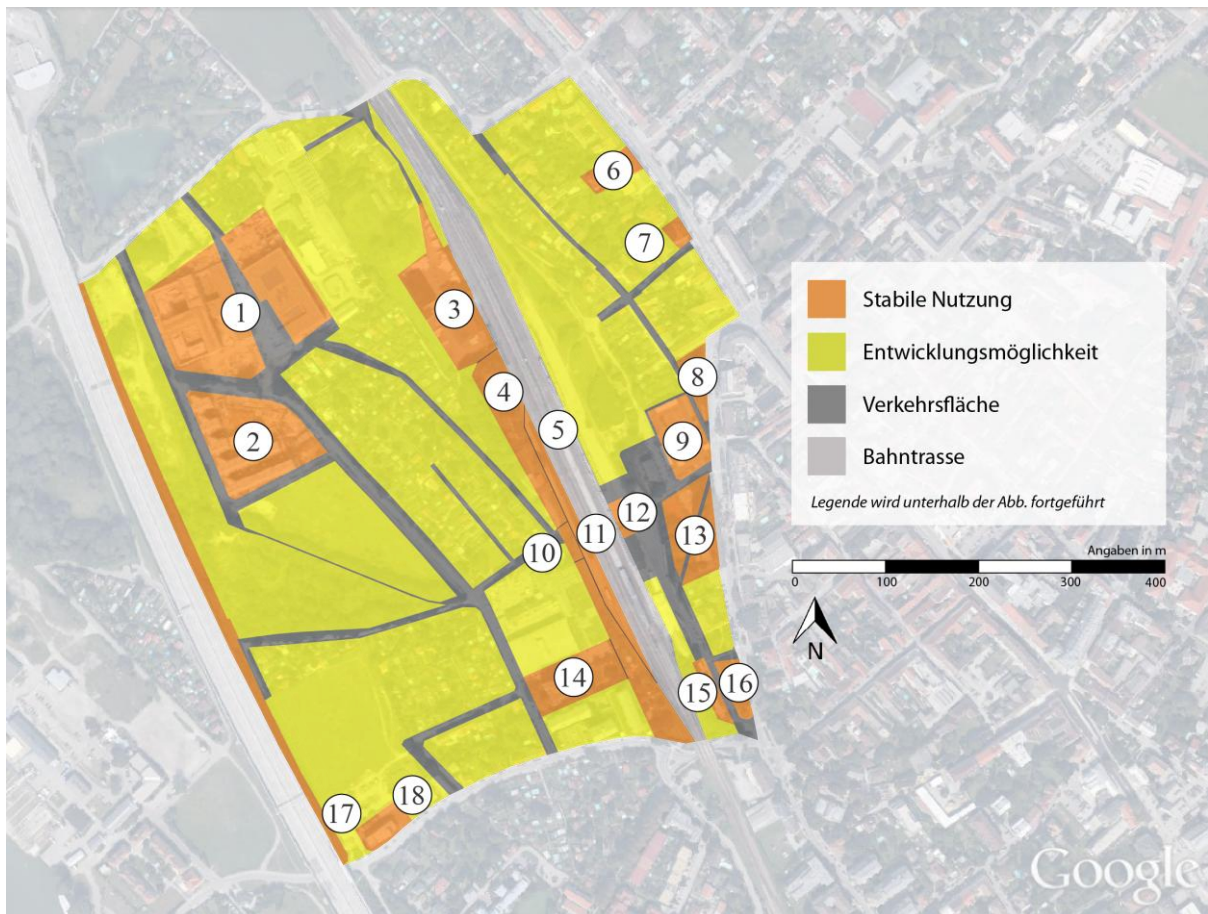 6
7
1
3
Stabile Nutzung
Entwicklungsmöglichkeit
Verkehrsfläche
Bahntrasse
Legende wird unterhalb der Abb. fortgeführt
4
8
5
2
9
12
11
13
10
Angaben in m
0 100 200 300 400
N
14
15
16
18
17
Google